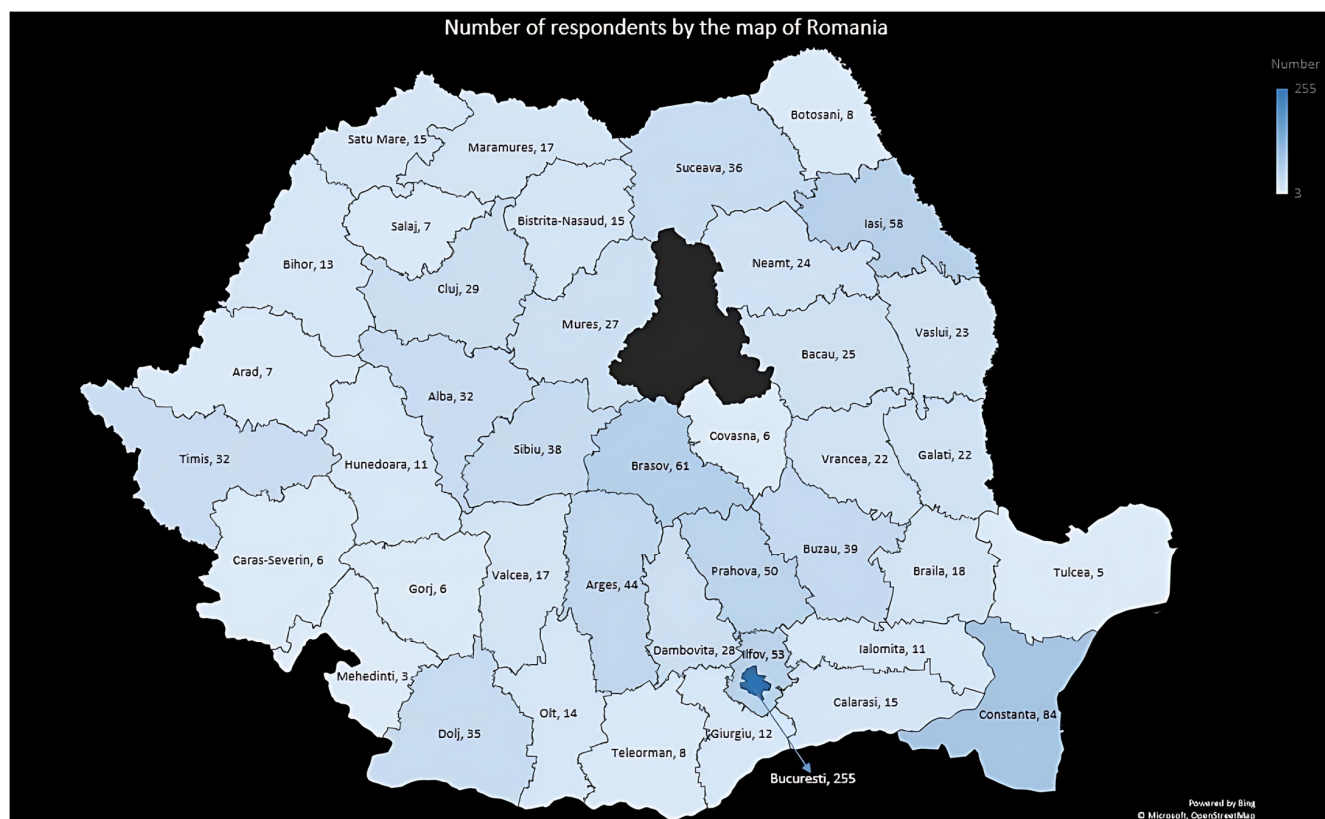 Number of respondents by the map of Romania
Number
255
3
Botosani, 8
Satu Mare, 15
Maramures, 17
Suceava, 36
Salaj, 7
Bistrita-Nasaud, 15
Iasi, 58
Bihor, 13
Cluj, 29
Neamt, 24
Mures, 27
Vaslui, 23
Bacau, 25
Arad, 7
Alba, 32
Covasna, 6
Timis, 32
Hunedoara, 11
Sibiu, 38
Brasov, 61
Vrancea, 22
Galati, 22
Caras-Severin, 6
Gorj, 6
Valcea, 17
Arges, 44
Prahova, 50
Buzau, 39
Braila, 18
Tulcea, 5
Mehedinti, 3
Dambovita, 28
Ilfov, 53
Ialomita, 11
Dolj, 35
Olt, 14
Teleorman, 8
Giurgiu, 12
Calarasi, 15
Constanta, 84
Bucuresti, 255
Powered by Bing
© Microsoft, OpenStreetMap